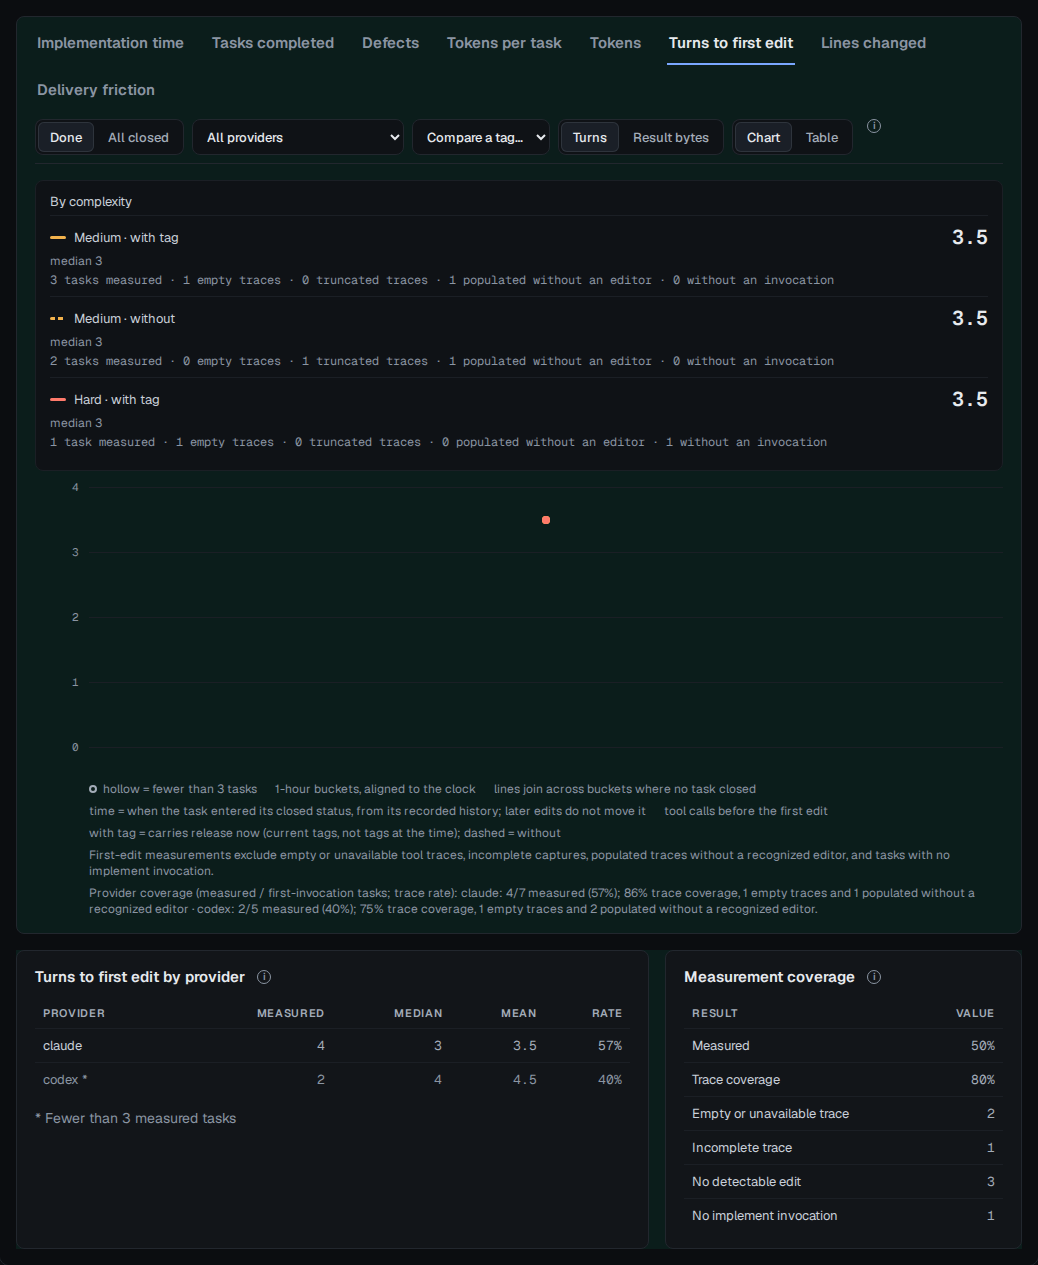 Implementation time Tasks completed Defects Tokens per task Tokens Turns to first edit Lines changed
Delivery friction
Done All closed All providers Compare a tag... Turns Result bytes Chart Table
By complexity
Medium · with tag 3.5
median 3
3 tasks measured · 1 empty traces · 0 truncated traces · 1 populated without an editor · 0 without an invocation
Medium · without 3.5
median 3
2 tasks measured · 0 empty traces · 1 truncated traces · 1 populated without an editor · 0 without an invocation
Hard · with tag 3.5
median 3
1 task measured · 1 empty traces · 0 truncated traces · 0 populated without an editor · 1 without an invocation
4
3
2
1
0
hollow = fewer than 3 tasks 1-hour buckets, aligned to the clock lines join across buckets where no task closed
time = when the task entered its closed status, from its recorded history; later edits do not move it tool calls before the first edit
with tag = carries release now (current tags, not tags at the time); dashed = without
First-edit measurements exclude empty or unavailable tool traces, incomplete captures, populated traces without a recognized editor, and tasks with no
implement invocation.
Provider coverage (measured / first-invocation tasks; trace rate): claude: 4/7 measured (57%); 86% trace coverage, 1 empty traces and 1 populated without a
recognized editor · codex: 2/5 measured (40%); 75% trace coverage, 1 empty traces and 2 populated without a recognized editor.
Turns to first edit by provider
PROVIDER MEASURED MEDIAN MEAN RATE
claude 4 3 3.5 57%
codex * 2 4 4.5 40%
* Fewer than 3 measured tasks
Measurement coverage
RESULT VALUE
Measured 50%
Trace coverage 80%
Empty or unavailable trace 2
Incomplete trace 1
No detectable edit 3
No implement invocation 1